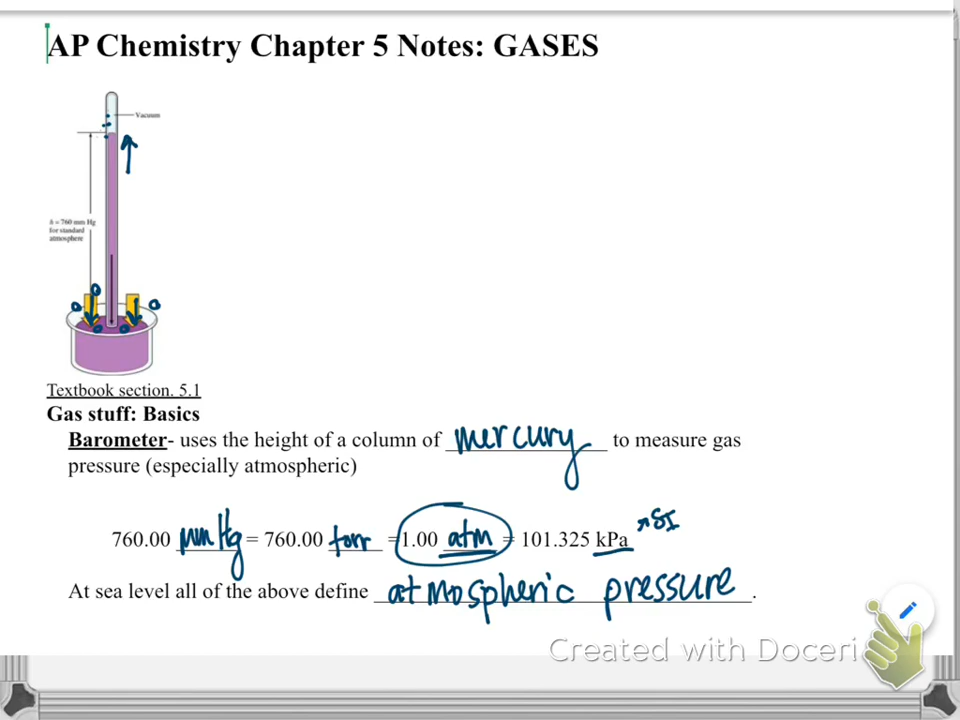 AP Chemistry Chapter 5 Notes: GASES
Vacuum
h = 760 mm Hg
for standard
atmosphere
Textbook section. 5.1
Gas stuff: Basics
Barometer- uses the height of a column of mercury to measure gas
pressure (especially atmospheric)
SI
760.00 mm Hg = 760.00 torr =1.00 atm = 101.325 kPa
At sea level all of the above define atmospheric pressure.
Created with Doceri